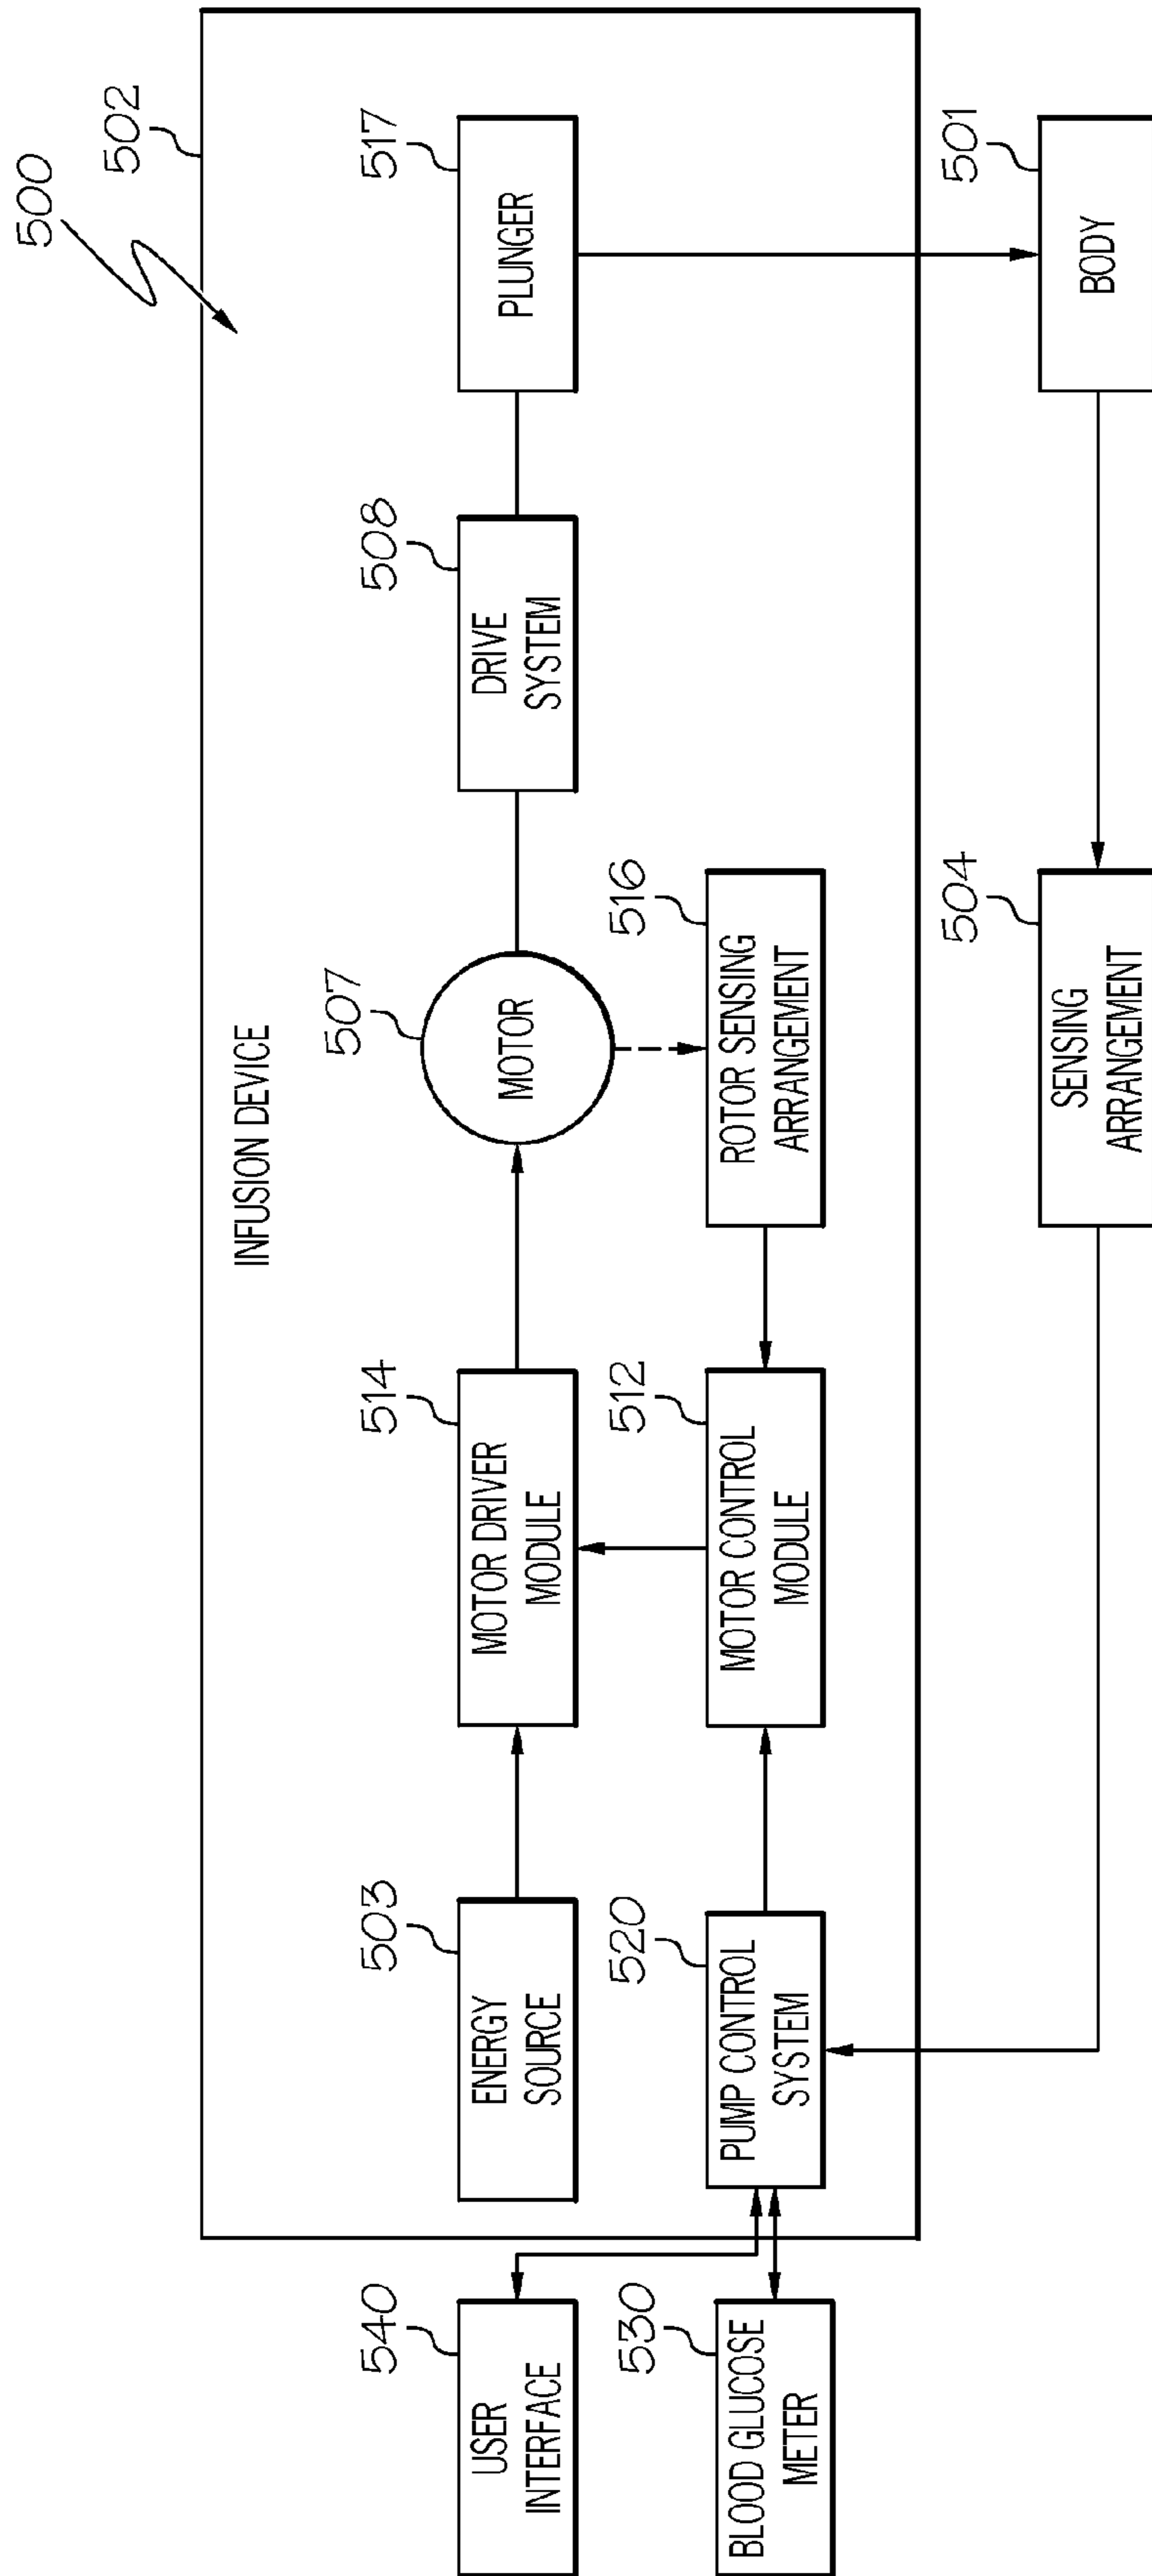 500
502
INFUSION DEVICE
540
USER
INTERFACE
503
ENERGY
SOURCE
514
MOTOR DRIVER
MODULE
507
MOTOR
508
DRIVE
SYSTEM
517
PLUNGER
530
BLOOD GLUCOSE
METER
520
PUMP CONTROL
SYSTEM
512
MOTOR CONTROL
MODULE
516
ROTOR SENSING
ARRANGEMENT
504
SENSING
ARRANGEMENT
501
BODY